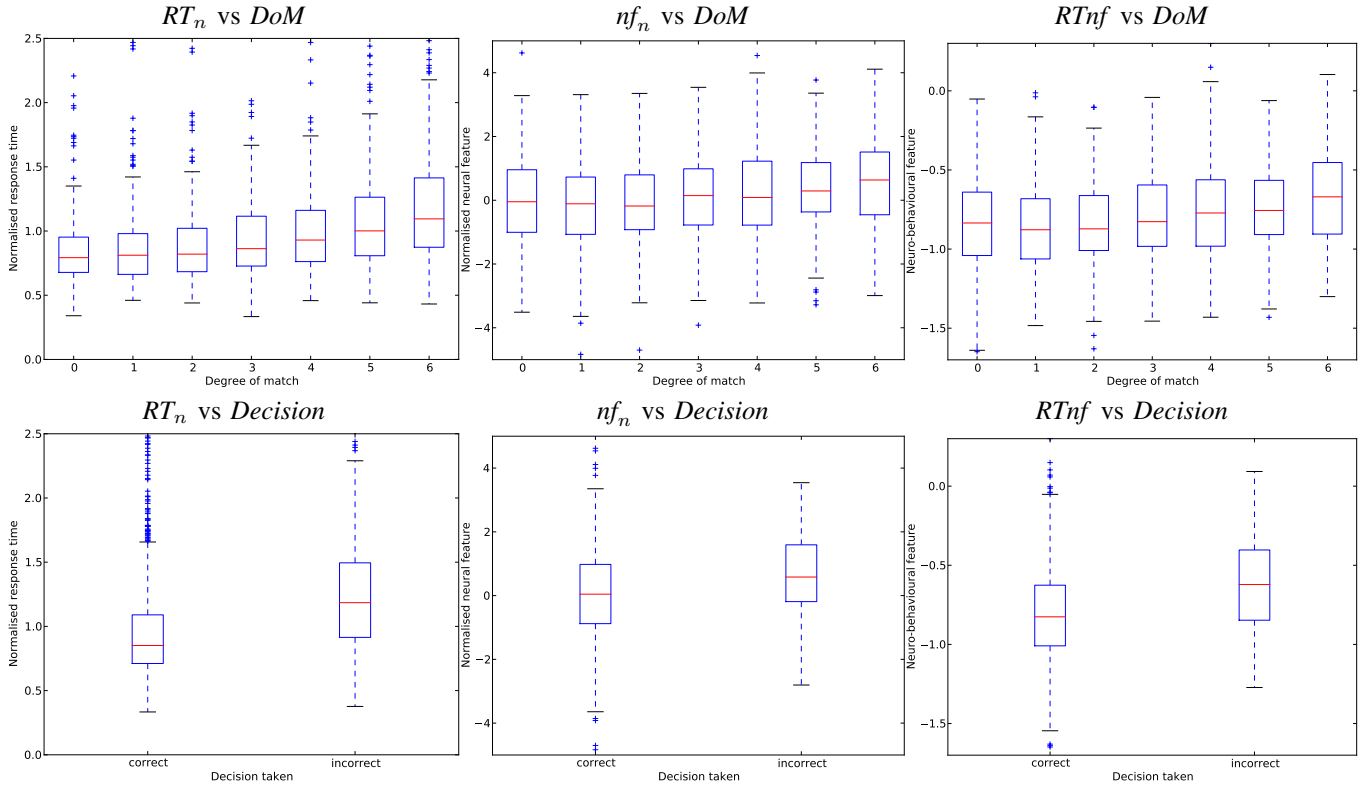 RTn vs DoM
Normalised response time
2.5
2.0
1.5
1.0
0.5
0.0
0 1 2 3 4 5 6
Degree of match
nfn vs DoM
Normalised neural feature
4
2
0
−2
−4
0 1 2 3 4 5 6
Degree of match
RTnf vs DoM
Neuro-behavioural feature
0.0
−0.5
−1.0
−1.5
0 1 2 3 4 5 6
Degree of match
RTn vs Decision
Normalised response time
2.5
2.0
1.5
1.0
0.5
0.0
correct incorrect
Decision taken
nfn vs Decision
Normalised neural feature
4
2
0
−2
−4
correct incorrect
Decision taken
RTnf vs Decision
Neuro-behavioural feature
0.0
−0.5
−1.0
−1.5
correct incorrect
Decision taken